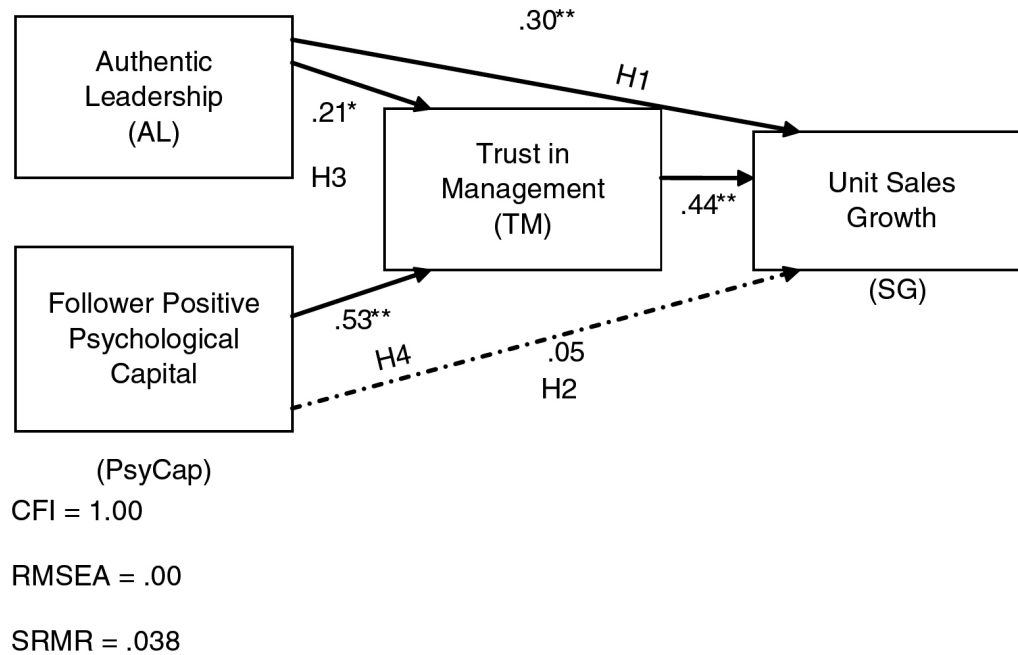 .30**
H1
Authentic
Leadership
(AL)
.21*
H3
Trust in
Management
(TM)
.44**
Unit Sales
Growth
(SG)
Follower Positive
Psychological
Capital
(PsyCap)
.53**
H4
.05
H2
CFI = 1.00
RMSEA = .00
SRMR = .038